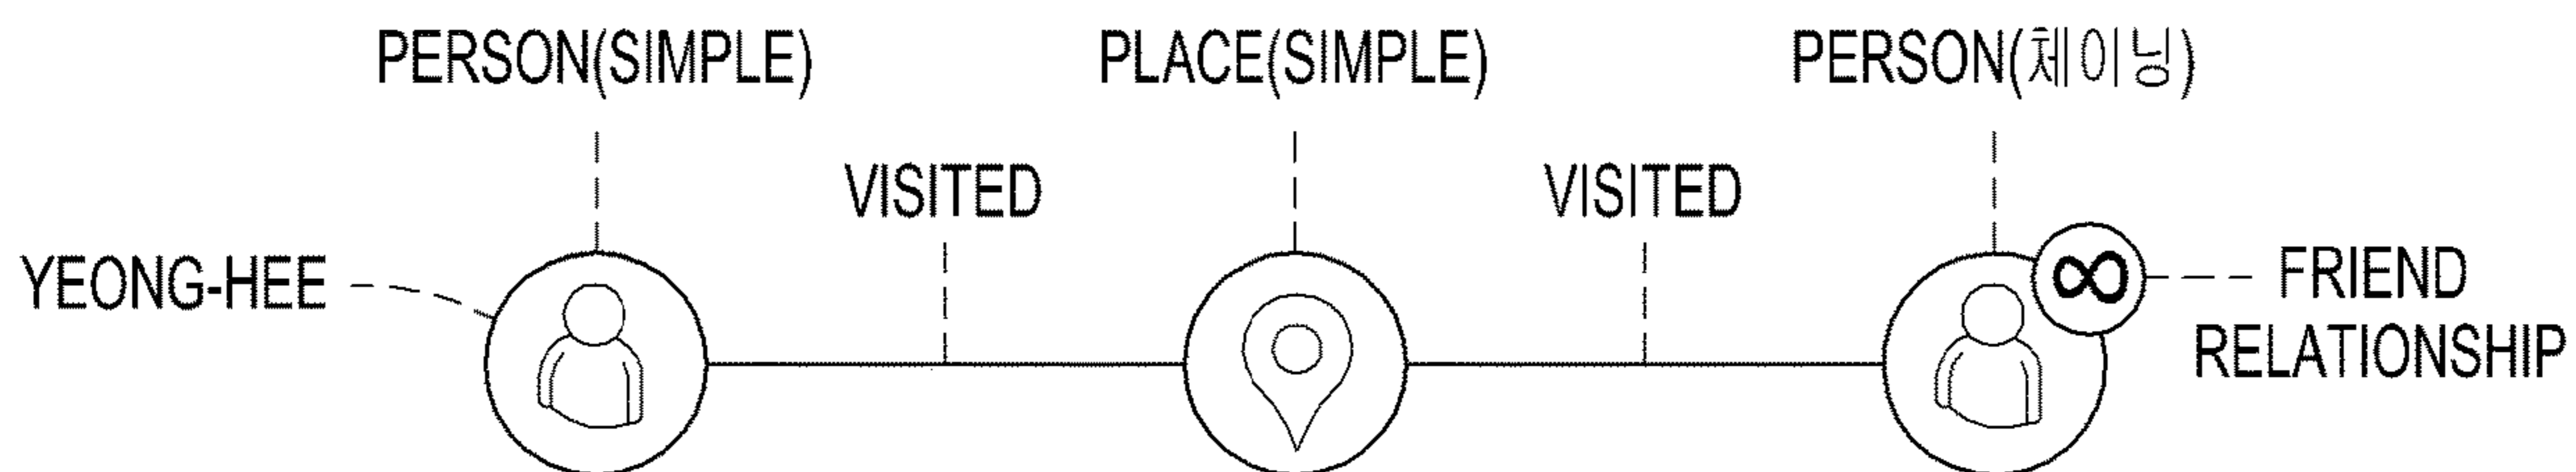 PERSON(SIMPLE)
PLACE(SIMPLE)
PERSON(체이닝)
VISITED
VISITED
YEONG-HEE
∞
FRIEND
RELATIONSHIP